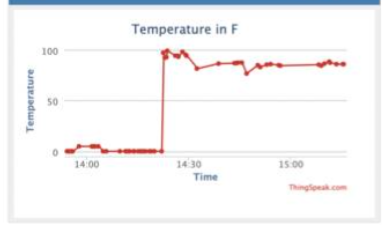 Temperature in F
100
50
0
Temperature
14:00 14:30 15:00
Time
ThingSpeak.com